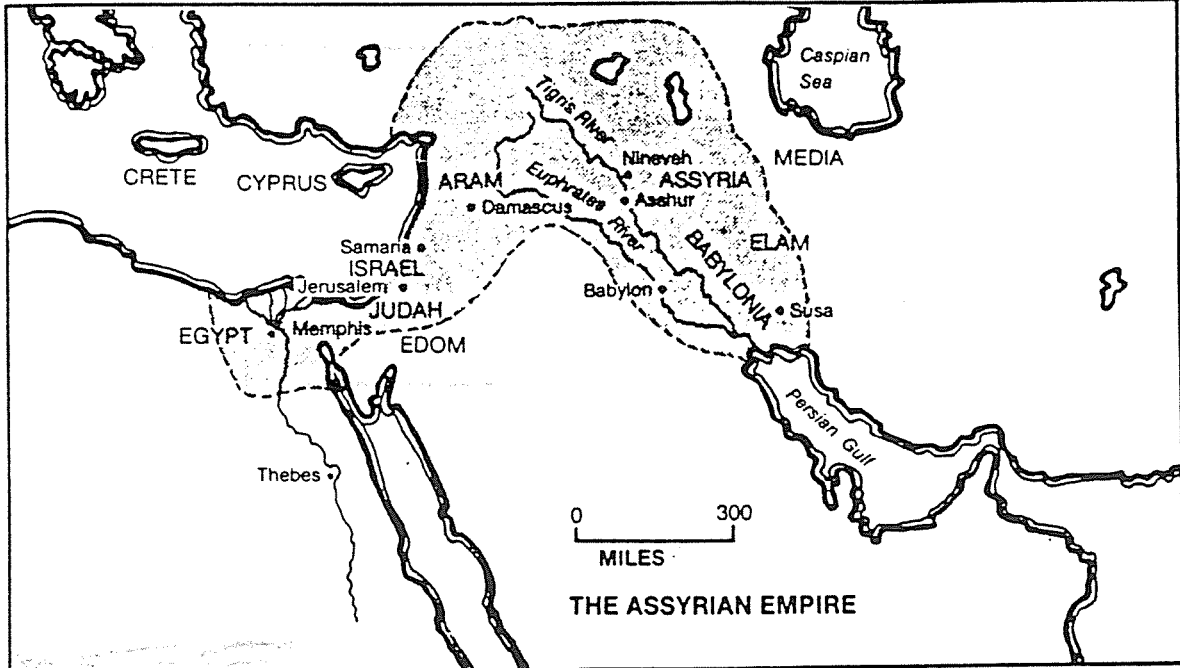 Caspian
Sea
Tigris River
MEDIA
Nineveh
CRETE
CYPRUS
ARAM
ASSYRIA
Euphrates River
Damascus
Asshur
Samaria
ISRAEL
BABYLONIA
ELAM
Jerusalem
JUDAH
Babylon
Susa
EGYPT
Memphis
EDOM
Persian Gulf
Thebes
0 300
MILES
THE ASSYRIAN EMPIRE